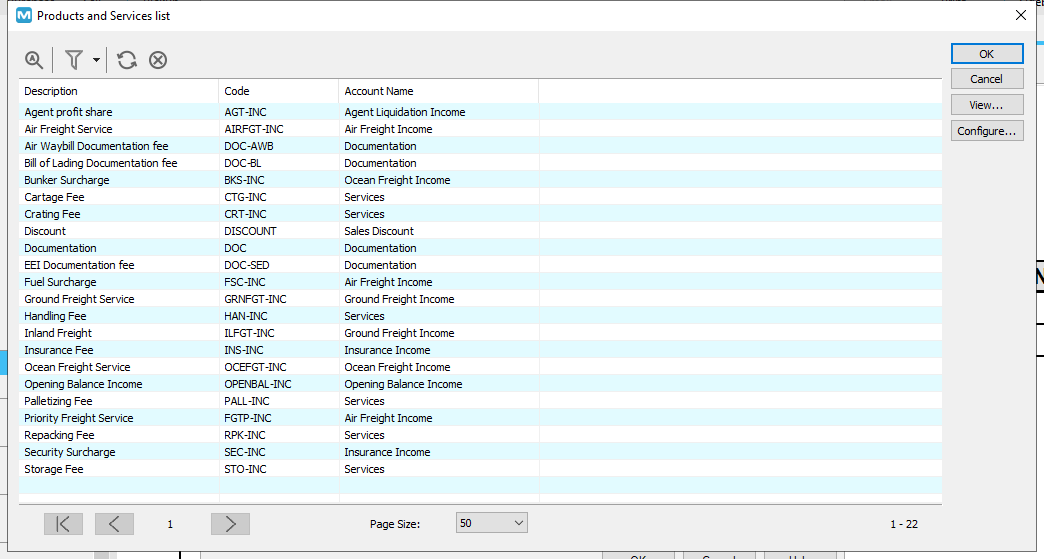 M Products and Services list
OK
Cancel
View...
Configure...
Description Code Account Name
Agent profit share AGT-INC Agent Liquidation Income
Air Freight Service AIRFGT-INC Air Freight Income
Air Waybill Documentation fee DOC-AWB Documentation
Bill of Lading Documentation fee DOC-BL Documentation
Bunker Surcharge BKS-INC Ocean Freight Income
Cartage Fee CTG-INC Services
Crating Fee CRT-INC Services
Discount DISCOUNT Sales Discount
Documentation DOC Documentation
EEI Documentation fee DOC-SED Documentation
Fuel Surcharge FSC-INC Air Freight Income
Ground Freight Service GRNFGT-INC Ground Freight Income
Handling Fee HAN-INC Services
Inland Freight ILFGT-INC Ground Freight Income
Insurance Fee INS-INC Insurance Income
Ocean Freight Service OCEFGT-INC Ocean Freight Income
Opening Balance Income OPENBAL-INC Opening Balance Income
Palletizing Fee PALL-INC Services
Priority Freight Service FGTP-INC Air Freight Income
Repacking Fee RPK-INC Services
Security Surcharge SEC-INC Insurance Income
Storage Fee STO-INC Services
1 Page Size: 50 1 - 22